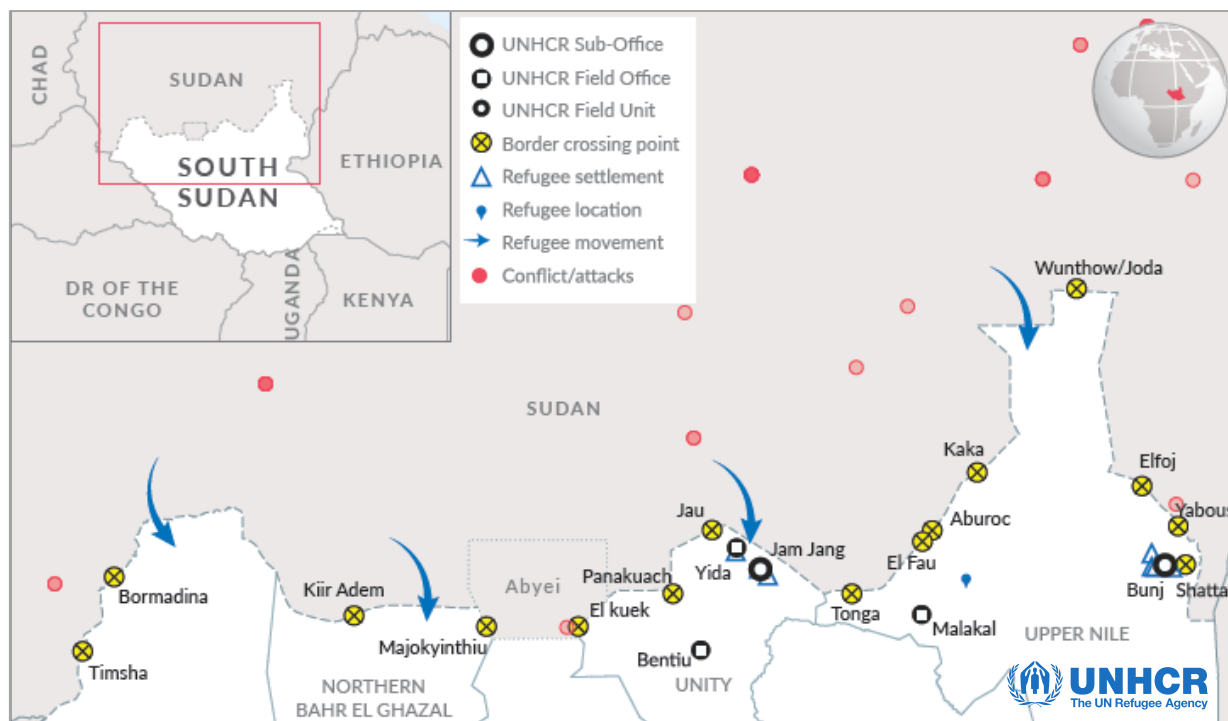 CHAD
SUDAN
SOUTH
SUDAN
ETHIOPIA
DR OF THE
CONGO
UGANDA
KENYA
UNHCR Sub-Office
UNHCR Field Office
UNHCR Field Unit
Border crossing point
Refugee settlement
Refugee location
Refugee movement
Conflict/attacks
Wunthow/Joda
SUDAN
Kaka
Elfoj
Jau
Aburoc
Yabous
Jam Jang
El Fau
Yida
Abyei
Panakuach
Bormadina
Kiir Adem
El kuek
Tonga
Bunj
Shatta
Majokyinthiu
Malakal
UPPER NILE
Timsha
Bentiu
UNITY
NORTHERN
BAHR EL GHAZAL
UNHCR
The UN Refugee Agency